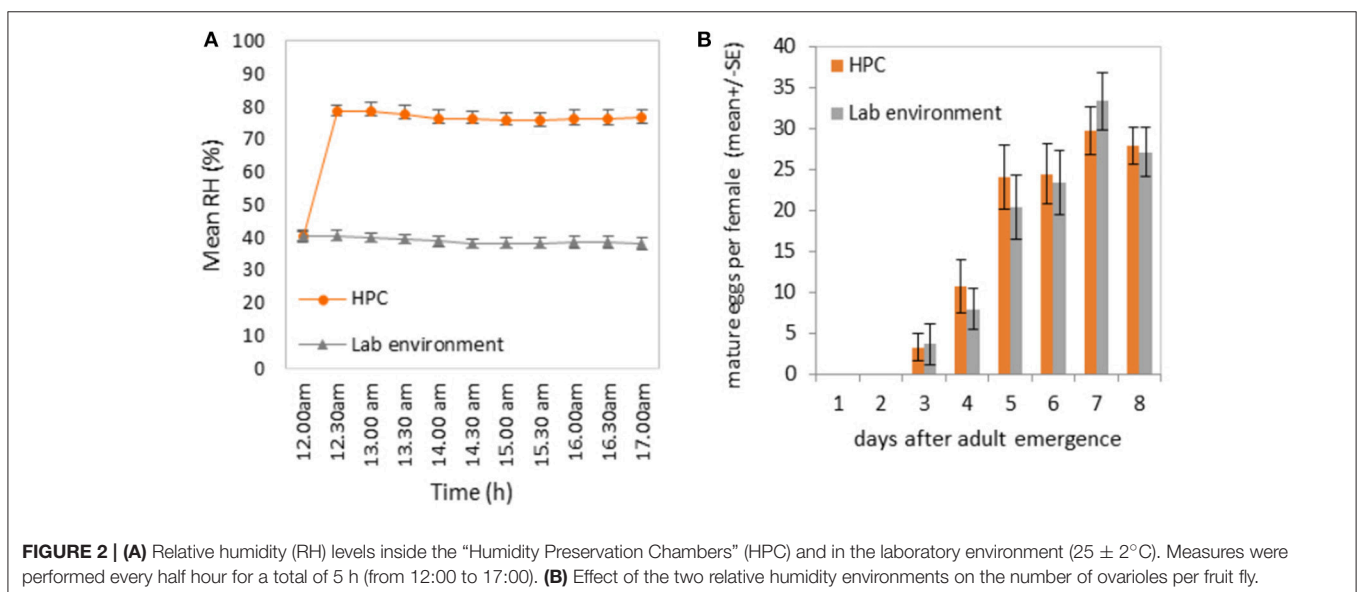 A
Mean RH (%)
100
90
80
70
60
50
40
30
20
10
0
HPC
Lab environment
12.00am
12.30am
13.00 am
13.30 am
14.00 am
14.30 am
15.00 am
15.30 am
16.00 am
16.30am
17.00am
Time (h)
B
mature eggs per female (mean+/-SE)
40
35
30
25
20
15
10
5
0
HPC
Lab environment
1 2 3 4 5 6 7 8
days after adult emergence
FIGURE 2 | (A) Relative humidity (RH) levels inside the “Humidity Preservation Chambers” (HPC) and in the laboratory environment (25 ± 2°C). Measures were
performed every half hour for a total of 5 h (from 12:00 to 17:00). (B) Effect of the two relative humidity environments on the number of ovarioles per fruit fly.